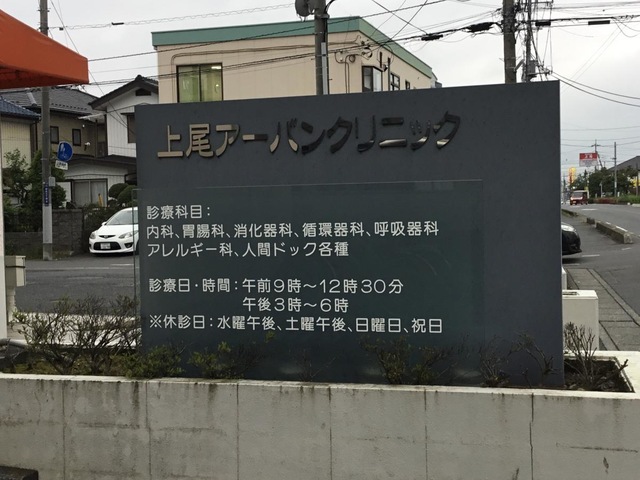 上尾アーバンクリニック
診療科目：
内科、胃腸科、消化器科、循環器科、呼吸器科
アレルギー科、人間ドック各種
診療日・時間：午前9時～12時30分
午後3時～6時
※休診日：水曜午後、土曜午後、日曜日、祝日